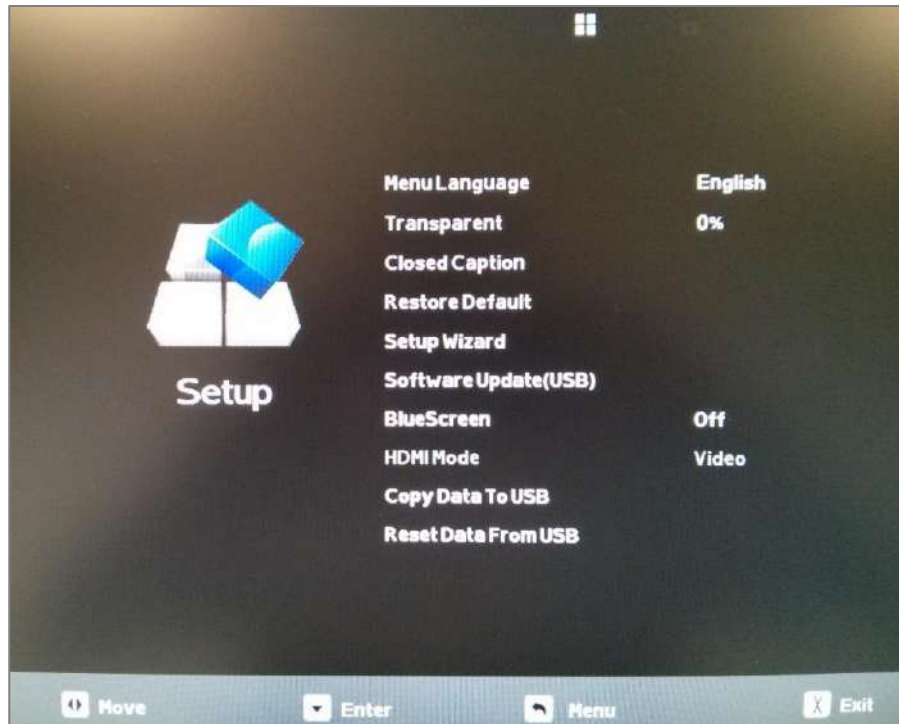 Menu Language English
Transparent 0%
Closed Caption
Restore Default
Setup Wizard
Software Update(USB)
Setup
BlueScreen Off
HDMI Mode Video
Copy Data To USB
Reset Data From USB
Move Enter Menu Exit